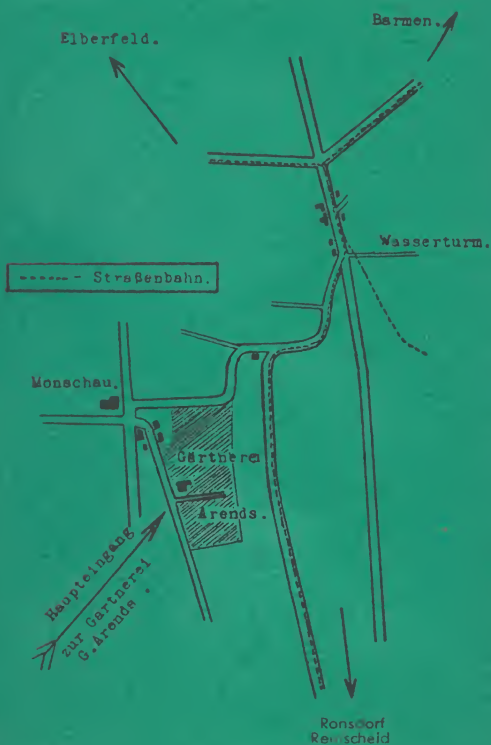 Barmen.
Elberfeld.
Wasserturm.
------ - Straßenbahn.
Monschau.
Gärtnerei
Arends.
Haupteingang
zur Gärtnerei
G. Arends.
Ronsdorf
Remscheid